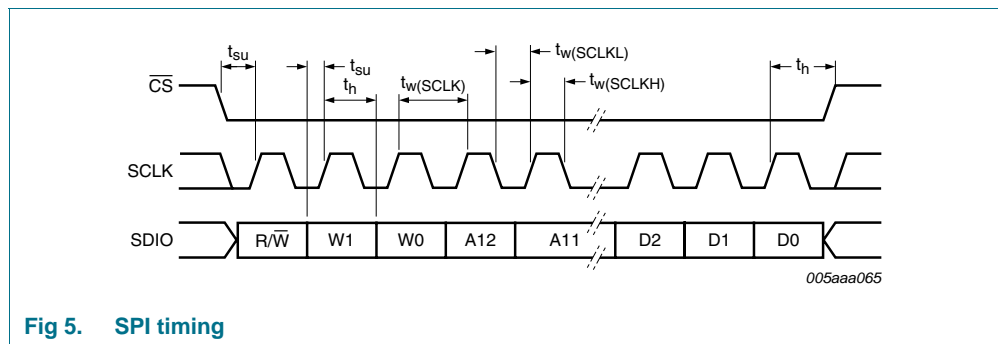 tsu
tsu
th
tw(SCLK)
tw(SCLKL)
tw(SCLKH)
th
CS
SCLK
SDIO
R/W W1 W0 A12 A11 D2 D1 D0
005aaa065
Fig 5. SPI timing